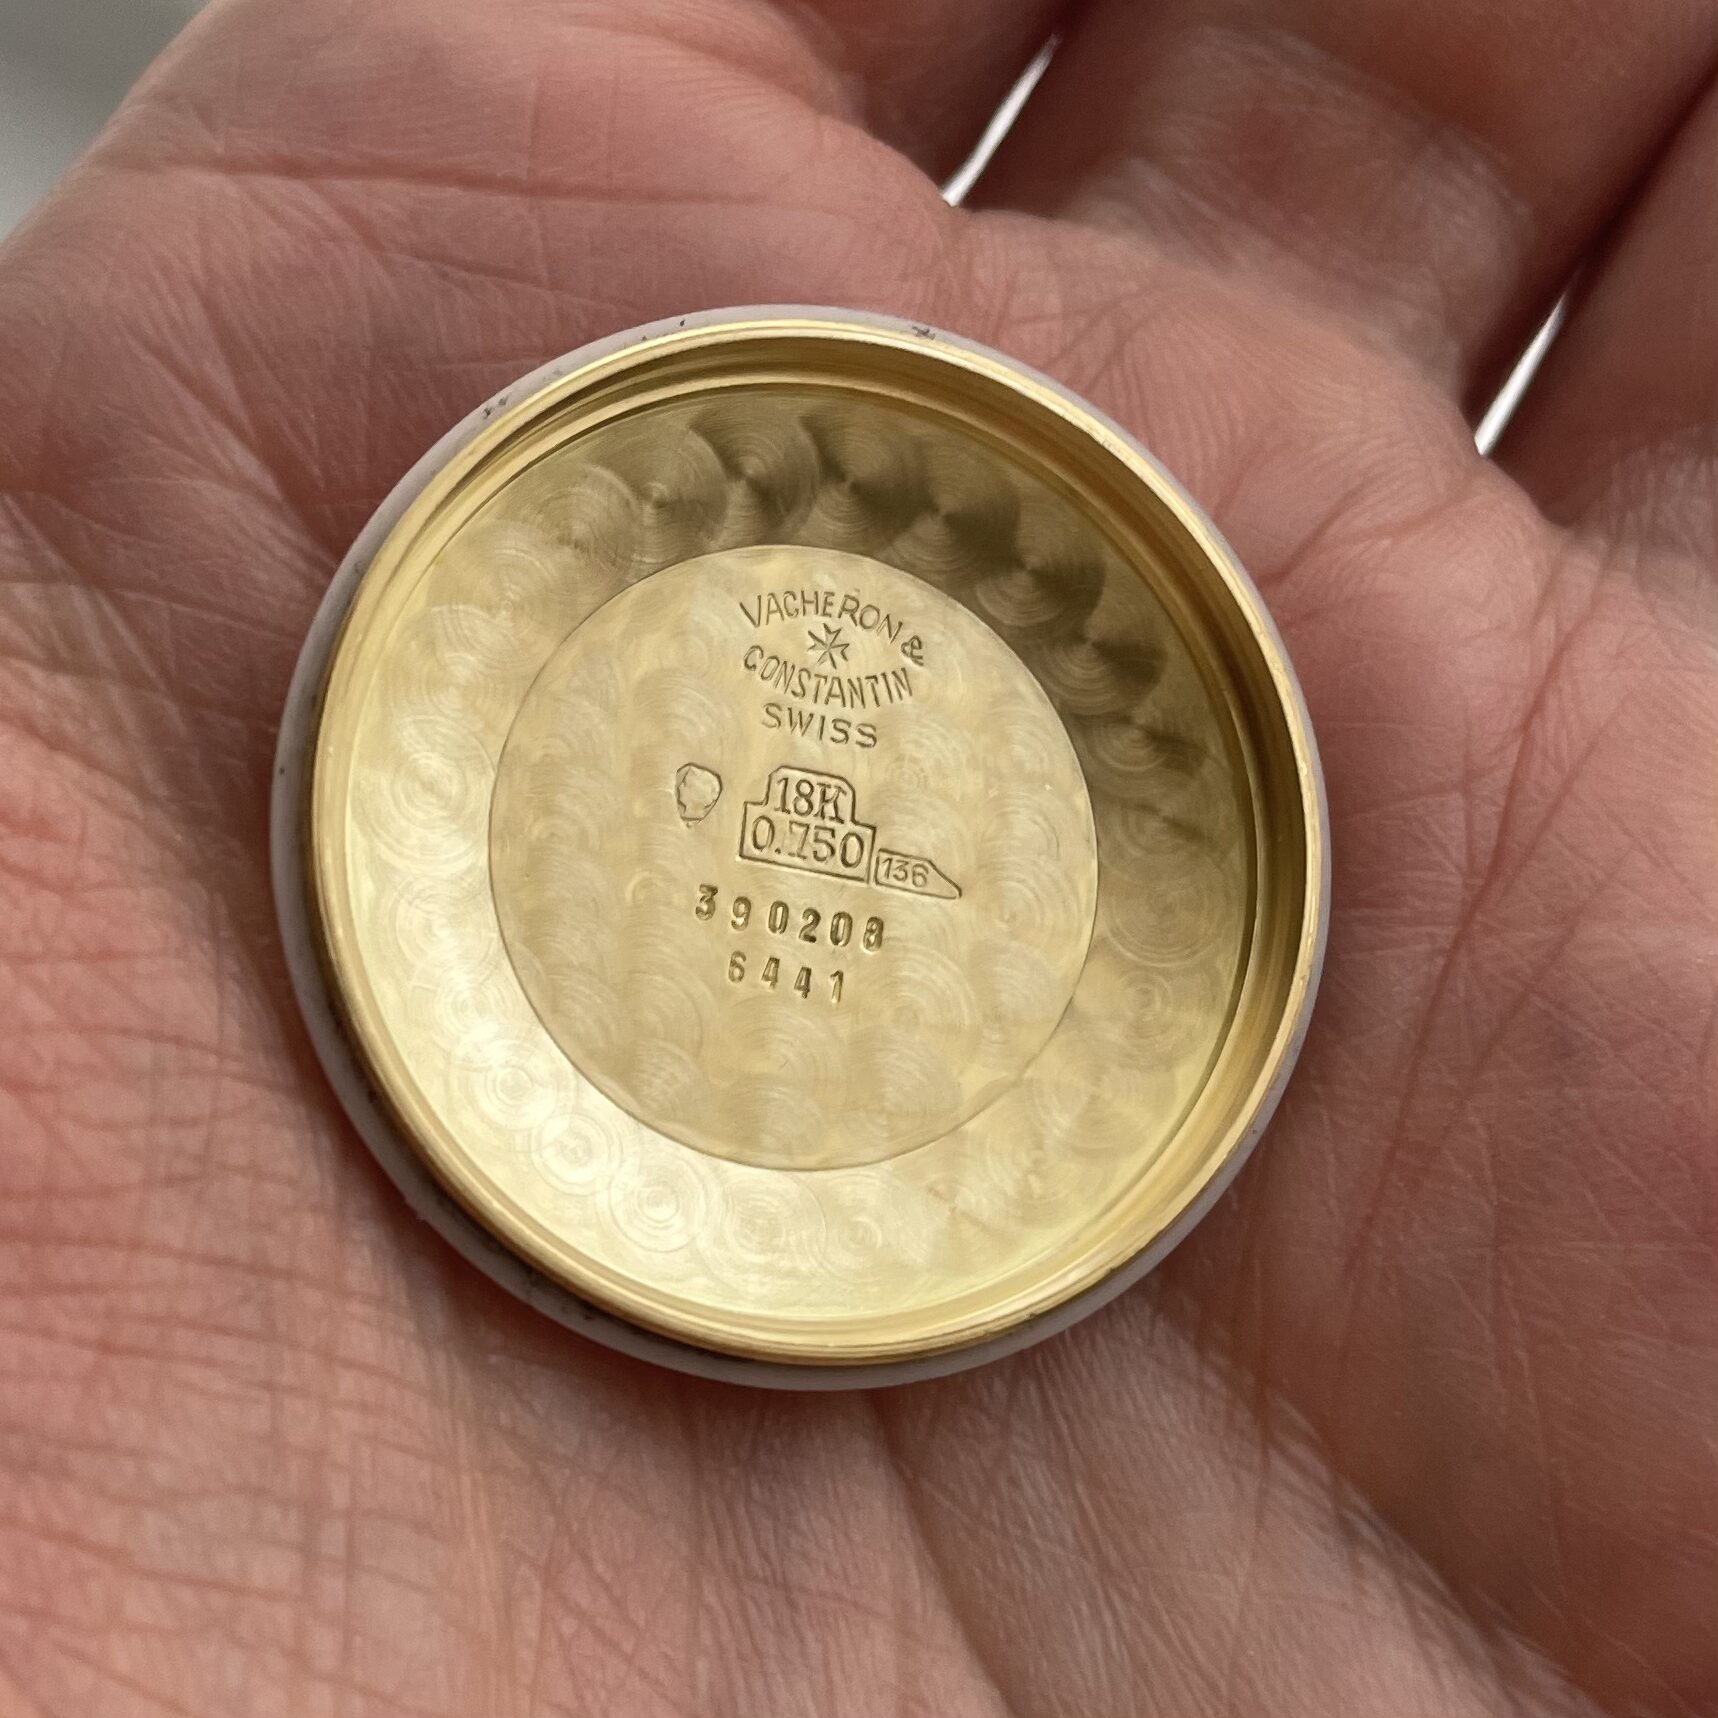 VACHERON &
CONSTANTIN
SWISS
18K
0.750
136
390208
6441